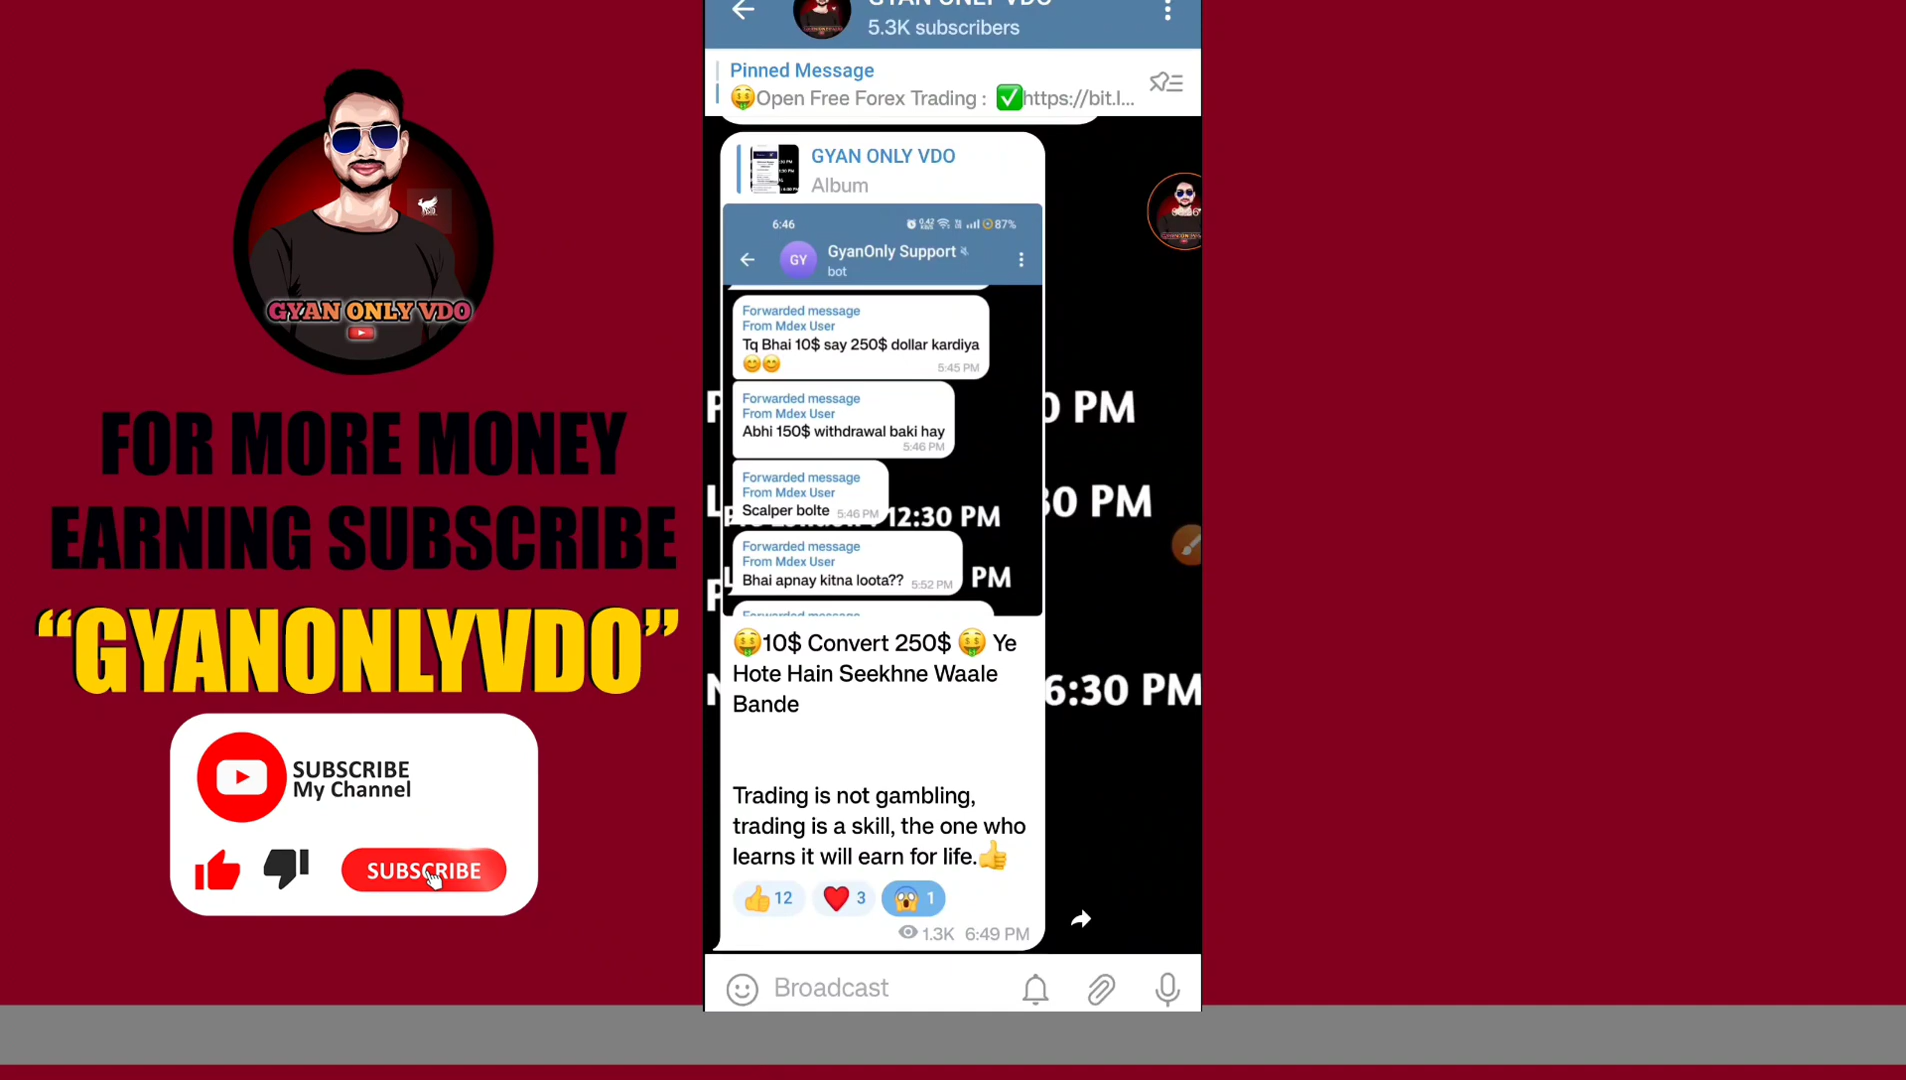 GYAN ONLY VDO
FOR MORE MONEY
EARNING SUBSCRIBE
“GYANONLYVDO”
SUBSCRIBE
My Channel
SUBSCRIBE
5.3K subscribers
Pinned Message
🤑Open Free Forex Trading : ✅https://bit.l...
GYAN ONLY VDO
Album
6:46
87%
GY
GyanOnly Support
bot
Forwarded message
From Mdex User
Tq Bhai 10$ say 250$ dollar kardiya
😊😊
5:45 PM
Forwarded message
From Mdex User
Abhi 150$ withdrawal baki hay
5:46 PM
Forwarded message
From Mdex User
Scalper bolte 5:46 PM
12:30 PM
Forwarded message
From Mdex User
Bhai apnay kitna loota?? 5:52 PM
PM
Forwarded message
🤑10$ Convert 250$ 🤑 Ye
Hote Hain Seekhne Waale
Bande
Trading is not gambling,
trading is a skill, the one who
learns it will earn for life.👍
👍 12 ❤️ 3 😱 1
1.3K 6:49 PM
0 PM
30 PM
6:30 PM
Broadcast